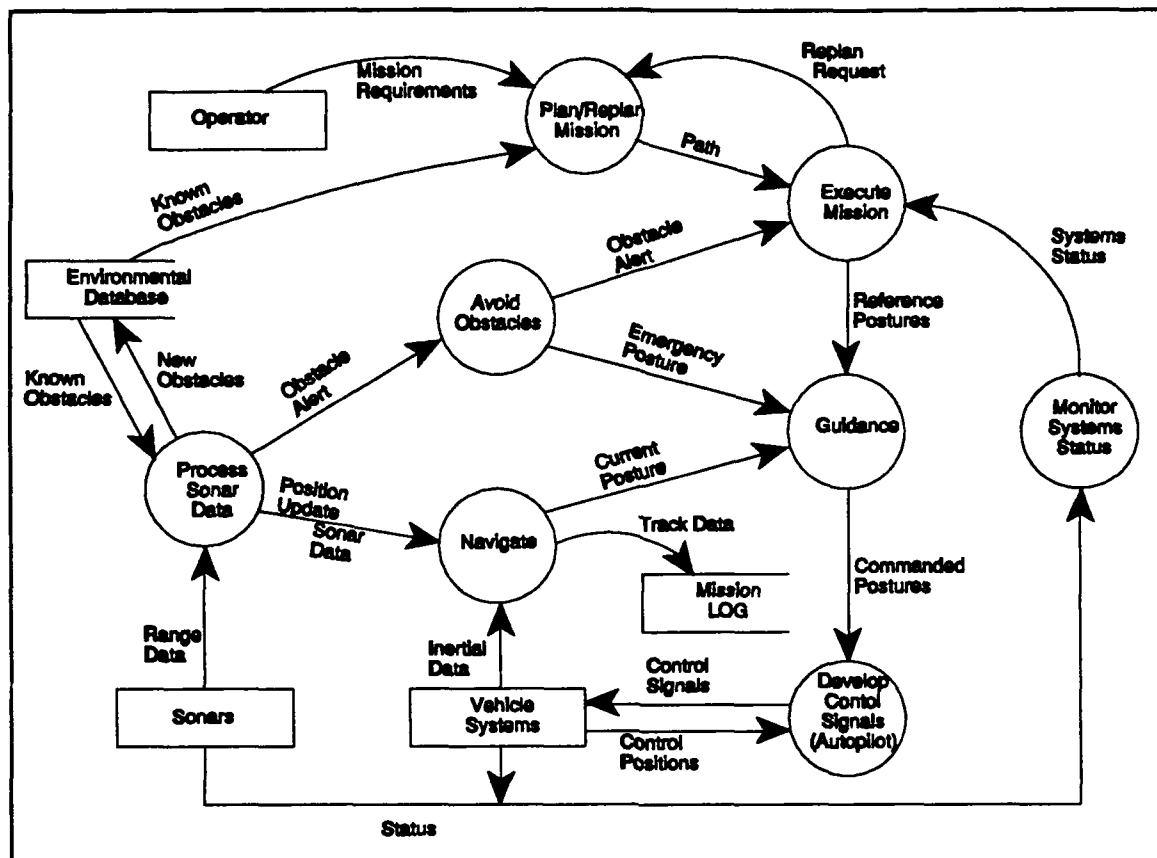 Replan
Request
Mission
Requirements
Operator
Plan/Replan
Mission
Path
Execute
Mission
Known
Obstacles
Obstacle
Alert
Systems
Status
Environmental
Database
Avoid
Obstacles
Reference
Postures
Emergency
Posture
New
Obstacles
Known
Obstacles
Obstacle
Alert
Guidance
Monitor
Systems
Status
Process
Sonar
Data
Current
Posture
Position
Update
Sonar
Data
Navigate
Track Data
Mission
LOG
Commanded
Postures
Range
Data
Inertial
Data
Control
Signals
Develop
Contol
Signals
(Autopilot)
Sonars
Vehicle
Systems
Control
Positions
Status